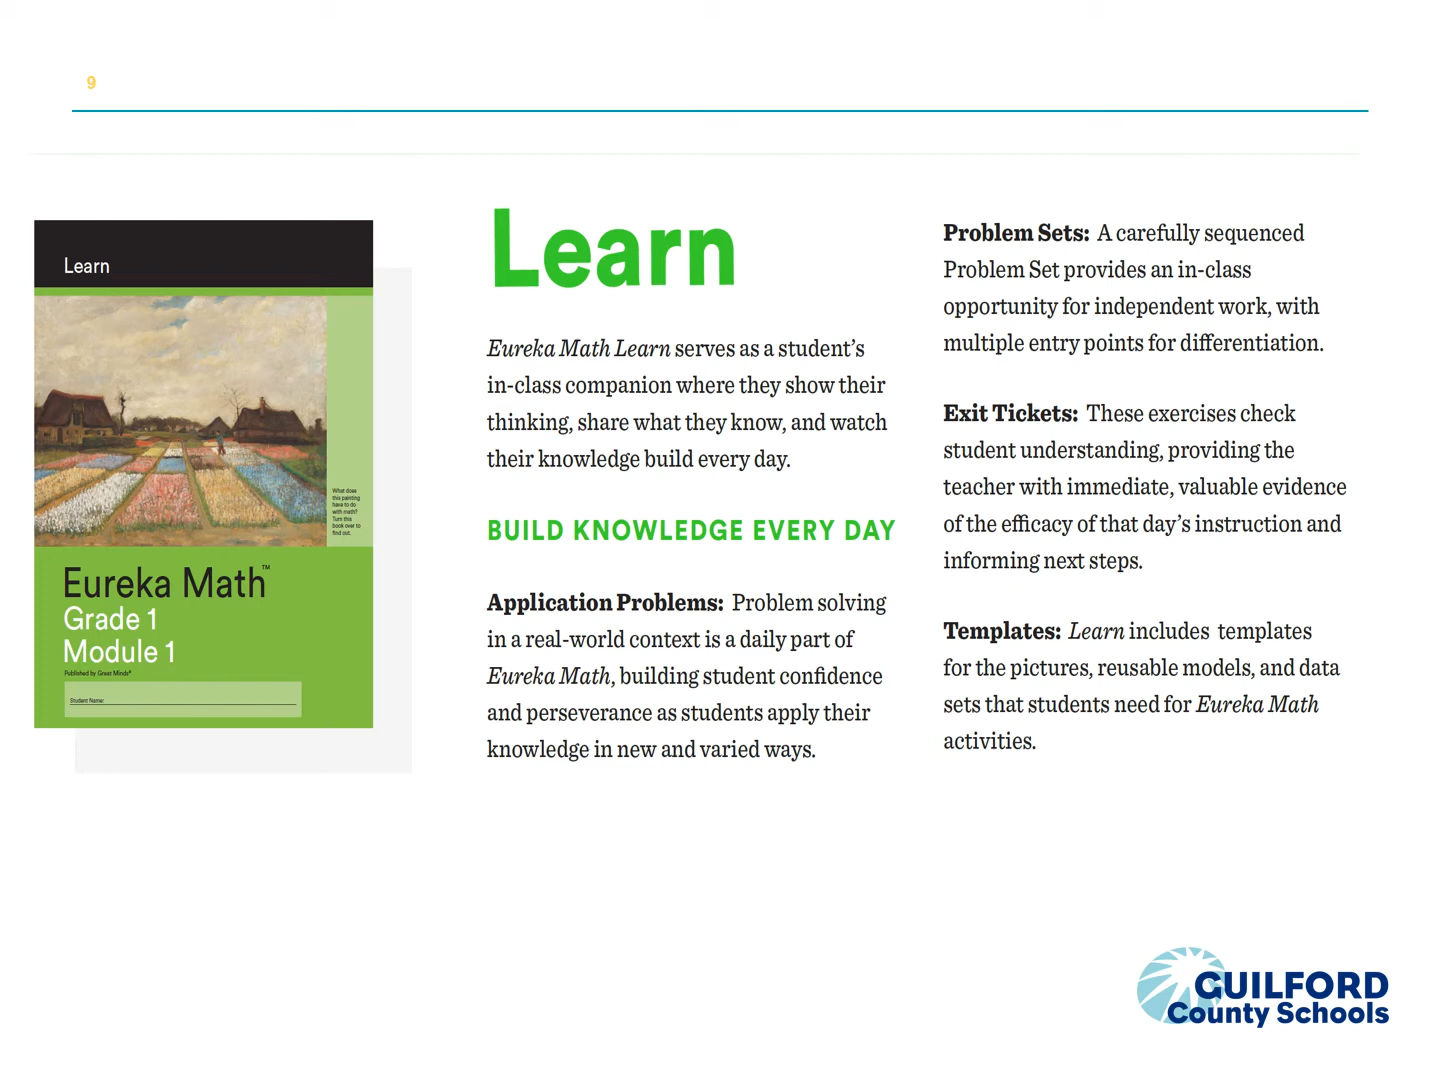 9
Learn
What does
this painting
have to do
with math?
Turn this
book over to
find out.
Eureka Math™
Grade 1
Module 1
Published by Great Minds®
Student Name:
Learn
Eureka Math Learn serves as a student’s
in-class companion where they show their
thinking, share what they know, and watch
their knowledge build every day.
BUILD KNOWLEDGE EVERY DAY
Application Problems: Problem solving
in a real-world context is a daily part of
Eureka Math, building student confidence
and perseverance as students apply their
knowledge in new and varied ways.
Problem Sets: A carefully sequenced
Problem Set provides an in-class
opportunity for independent work, with
multiple entry points for differentiation.
Exit Tickets: These exercises check
student understanding, providing the
teacher with immediate, valuable evidence
of the efficacy of that day’s instruction and
informing next steps.
Templates: Learn includes templates
for the pictures, reusable models, and data
sets that students need for Eureka Math
activities.
GUILFORD
County Schools